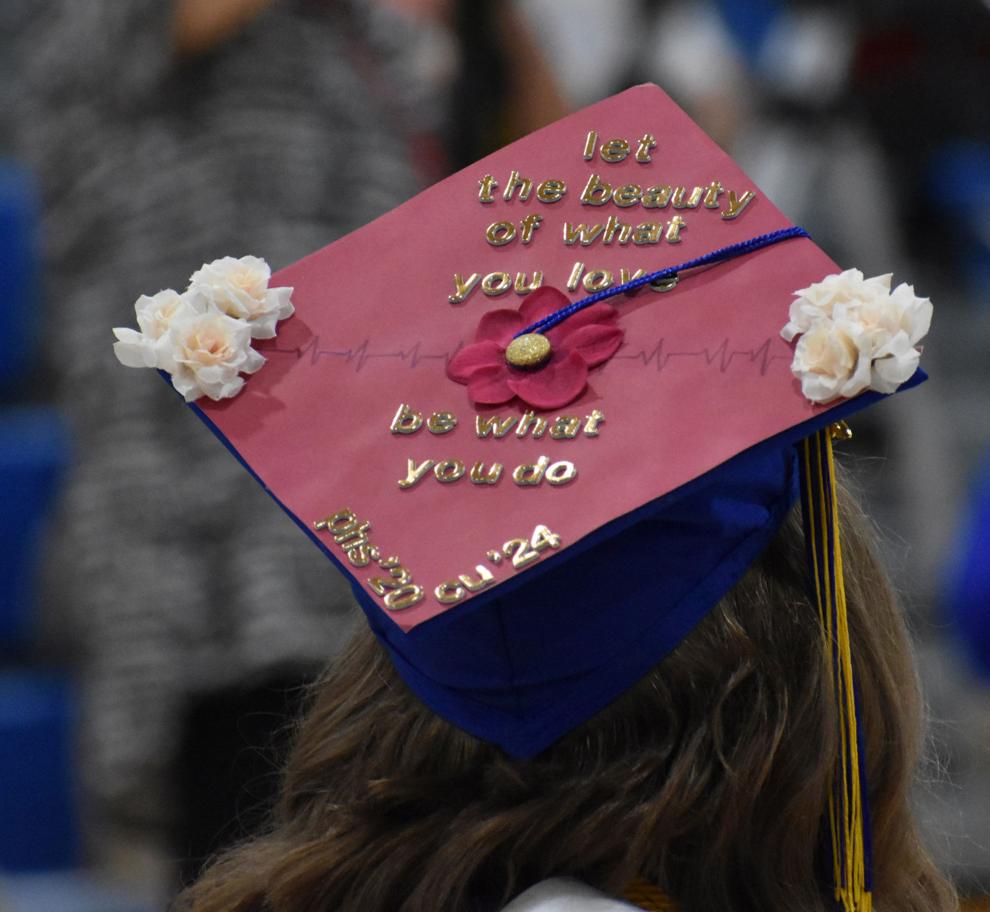 let
the beauty
of what
you love
be what
you do
phs'20
cu'24